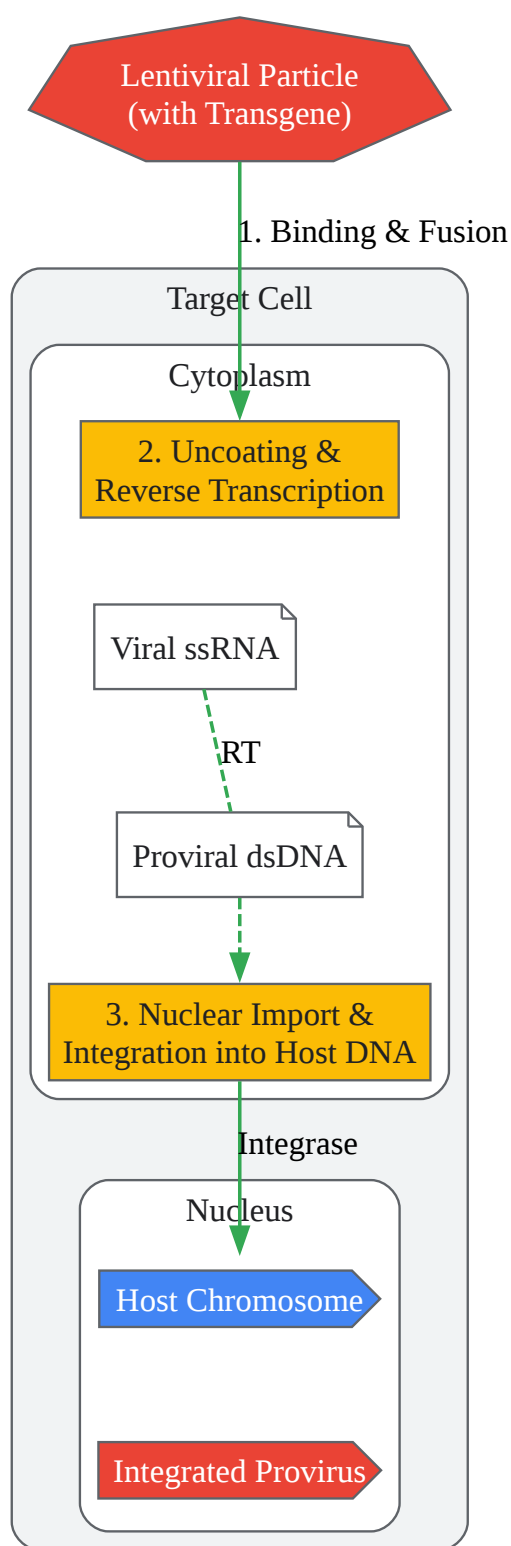 Lentiviral Particle
(with Transgene)
1. Binding & Fusion
Target Cell
Cytoplasm
2. Uncoating &
Reverse Transcription
Viral ssRNA
RT
Proviral dsDNA
3. Nuclear Import &
Integration into Host DNA
Integrase
Nucleus
Host Chromosome
Integrated Provirus